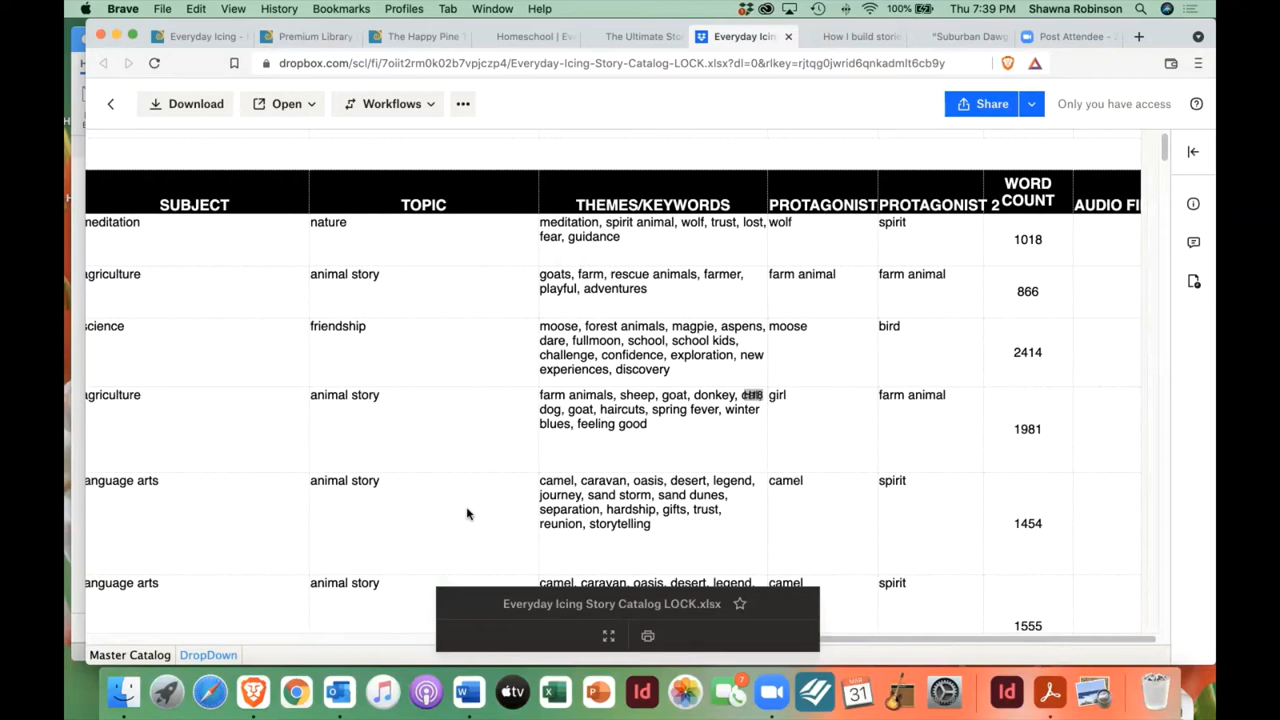 Brave File Edit View History Bookmarks Profiles Tab Window Help 100% Thu 7:39 PM Shawna Robinson
Everyday Icing - Premium Library The Happy Pine T Homeschool | Eve The Ultimate Sto Everyday Icin How I build storie "Suburban Dawg Post Attendee - Z
dropbox.com/scl/fi/7oiit2rm0k02b7vpjczp4/Everyday-Icing-Story-Catalog-LOCK.xlsx?dl=0&rlkey=rjtqg0jwrid6qnkadmlt6cb9y
Download Open Workflows Share Only you have access
SUBJECT TOPIC THEMES/KEYWORDS PROTAGONIST PROTAGONIST 2 WORD COUNT AUDIO FI
meditation nature meditation, spirit animal, wolf, trust, lost, wolf spirit
fear, guidance
1018
agriculture animal story goats, farm, rescue animals, farmer, farm animal farm animal
playful, adventures
866
science friendship moose, forest animals, magpie, aspens, moose bird
dare, fullmoon, school, school kids,
challenge, confidence, exploration, new
2414
experiences, discovery
agriculture animal story farm animals, sheep, goat, donkey, girl farm animal
dog, goat, haircuts, spring fever, winter
blues, feeling good
1981
language arts animal story camel, caravan, oasis, desert, legend, camel spirit
journey, sand storm, sand dunes,
separation, hardship, gifts, trust,
reunion, storytelling
1454
language arts animal story camel, caravan, oasis, desert, legend, camel spirit
Everyday Icing Story Catalog LOCK.xlsx
1555
Master Catalog DropDown
7
MAR
31